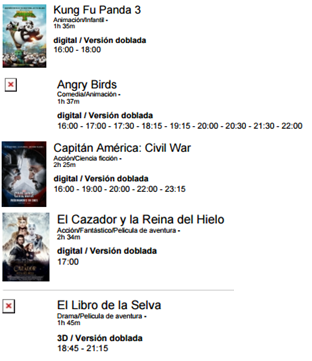 Kung Fu Panda 3
Animación/Infantil -
1h 35m
digital / Versión doblada
16:00 - 18:00
Angry Birds
Comedia/Animación -
1h 37m
digital / Versión doblada
16:00 - 17:00 - 17:30 - 18:15 - 19:15 - 20:00 - 20:30 - 21:30 - 22:00
Capitán América: Civil War
Acción/Ciencia ficción -
2h 25m
digital / Versión doblada
16:00 - 19:00 - 20:00 - 22:00 - 23:15
El Cazador y la Reina del Hielo
Acción/Fantástico/Película de aventura -
2h 34m
digital / Versión doblada
17:00
El Libro de la Selva
Drama/Película de aventura -
1h 45m
3D / Versión doblada
18:45 - 21:15